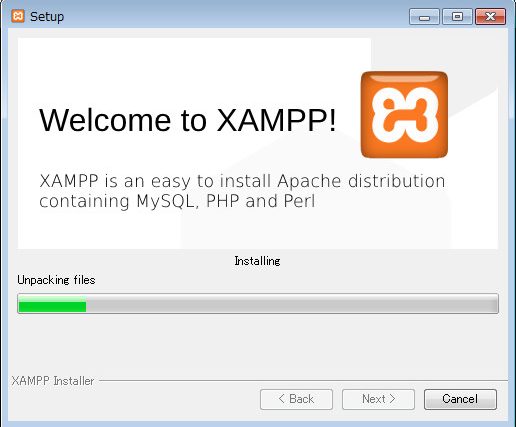 Setup
Welcome to XAMPP!
XAMPP is an easy to install Apache distribution
containing MySQL, PHP and Perl
Installing
Unpacking files
XAMPP Installer
< Back
Next >
Cancel